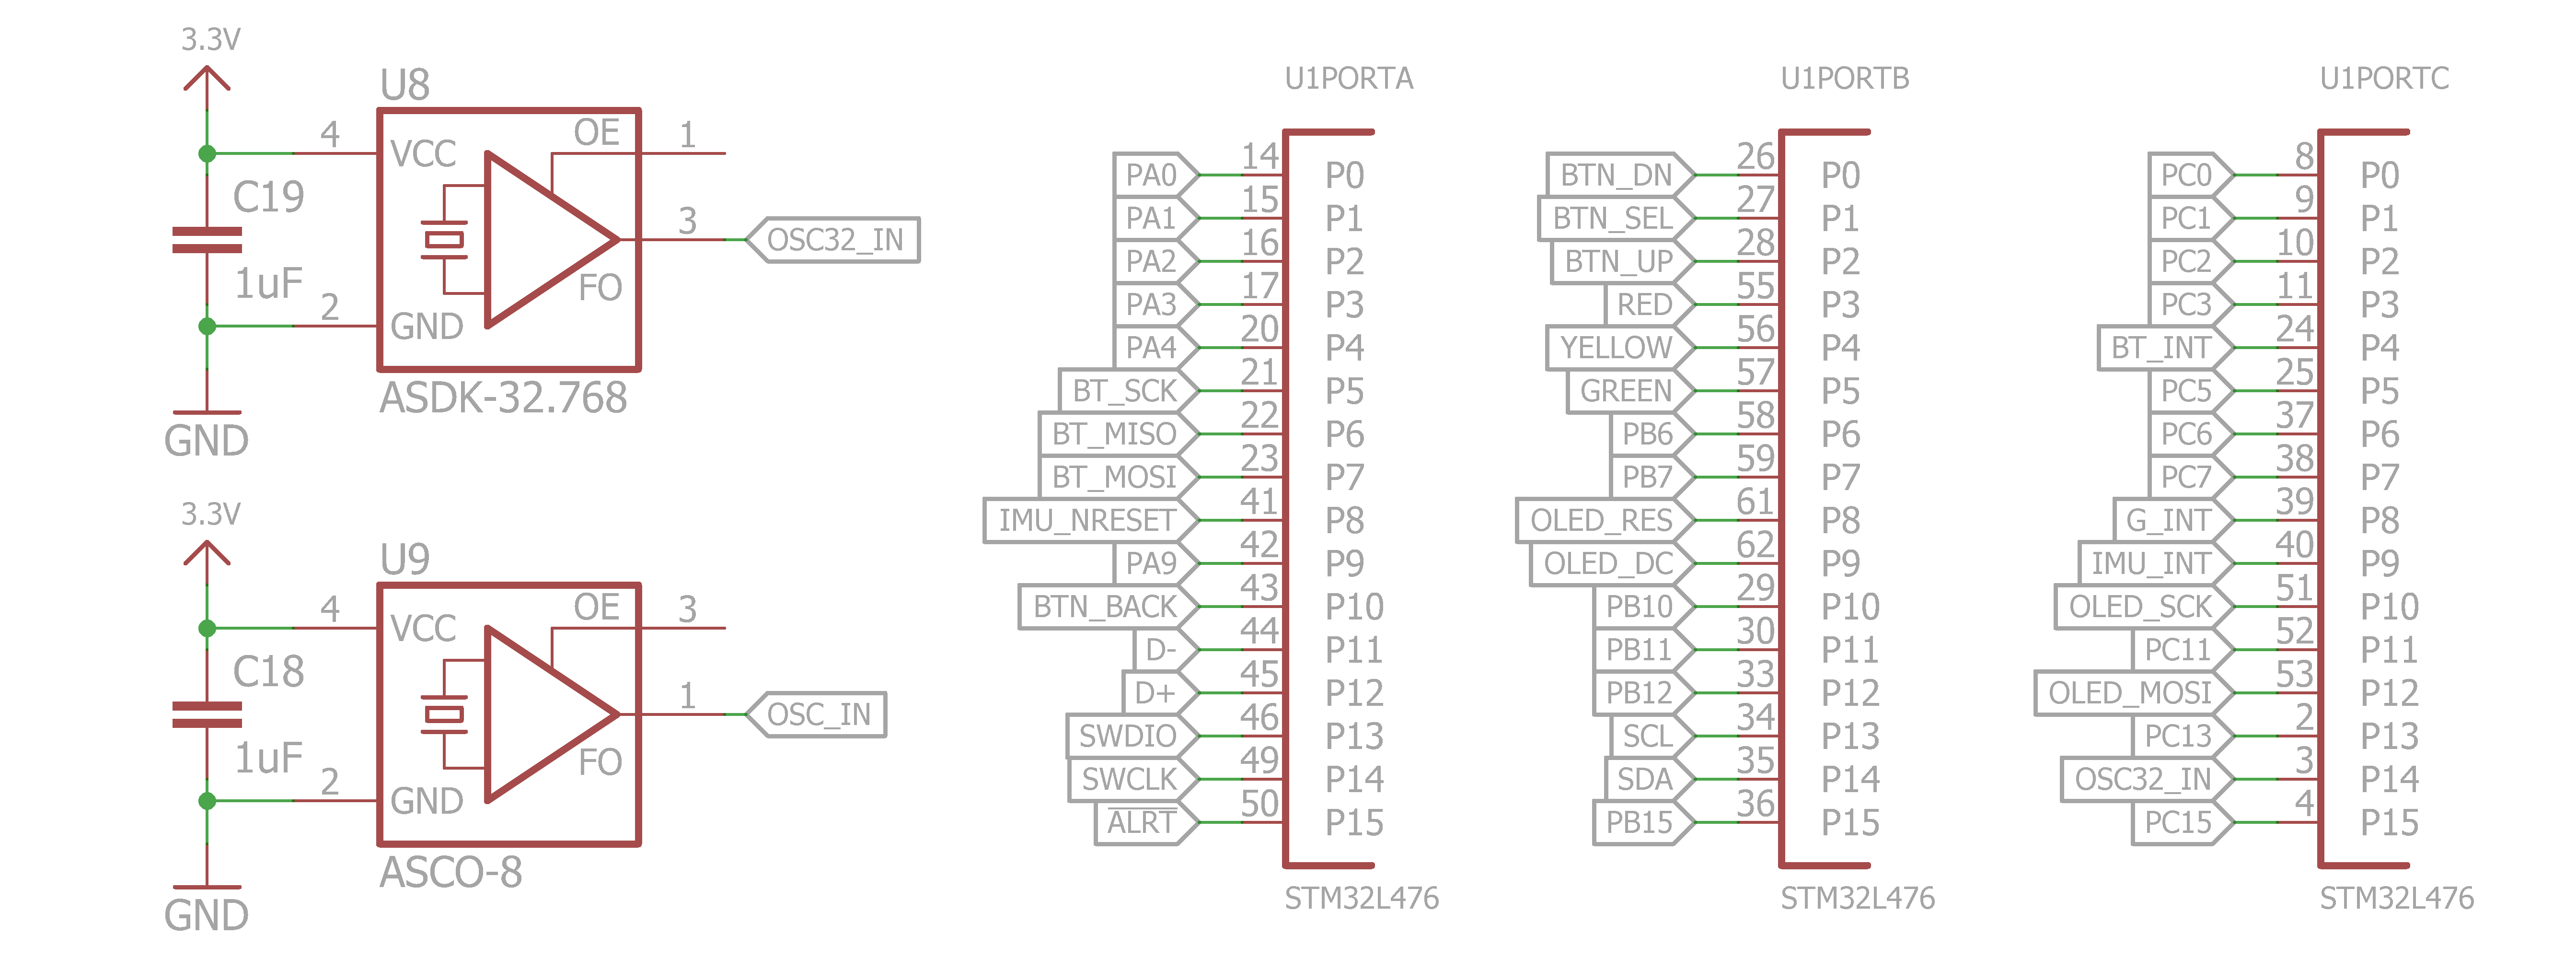 3.3V
U8
4
VCC
OE
1
C19
1uF
3
OSC32_IN
FO
2
GND
ASDK-32.768
GND
3.3V
U9
4
VCC
OE
3
C18
1uF
1
OSC_IN
FO
2
GND
ASCO-8
GND
U1PORTA
PA0 14 P0
PA1 15 P1
PA2 16 P2
PA3 17 P3
PA4 20 P4
BT_SCK 21 P5
BT_MISO 22 P6
BT_MOSI 23 P7
IMU_NRESET 41 P8
PA9 42 P9
BTN_BACK 43 P10
D- 44 P11
D+ 45 P12
SWDIO 46 P13
SWCLK 49 P14
ALRT 50 P15
STM32L476
U1PORTB
BTN_DN 26 P0
BTN_SEL 27 P1
BTN_UP 28 P2
RED 55 P3
YELLOW 56 P4
GREEN 57 P5
PB6 58 P6
PB7 59 P7
OLED_RES 61 P8
OLED_DC 62 P9
PB10 29 P10
PB11 30 P11
PB12 33 P12
SCL 34 P13
SDA 35 P14
PB15 36 P15
STM32L476
U1PORTC
PC0 8 P0
PC1 9 P1
PC2 10 P2
PC3 11 P3
BT_INT 24 P4
PC5 25 P5
PC6 37 P6
PC7 38 P7
G_INT 39 P8
IMU_INT 40 P9
OLED_SCK 51 P10
PC11 52 P11
OLED_MOSI 53 P12
PC13 2 P13
OSC32_IN 3 P14
PC15 4 P15
STM32L476